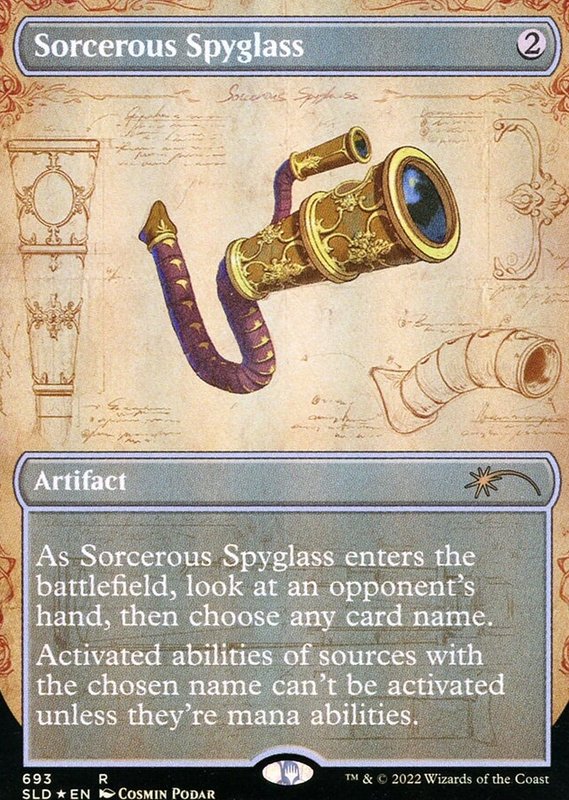 Sorcerous Spyglass 2
Sorcerous Spyglass
Artifact
As Sorcerous Spyglass enters the
battlefield, look at an opponent's
hand, then choose any card name.
Activated abilities of sources with
the chosen name can't be activated
unless they're mana abilities.
693 R
SLD ★ EN Cosmin Podar
™ & © 2022 Wizards of the Coast